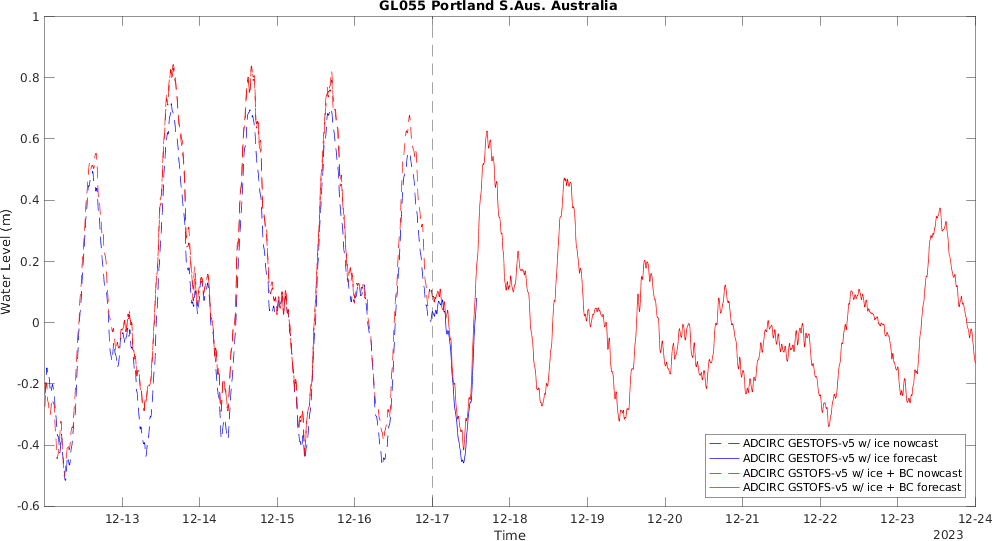 GL055 Portland S.Aus. Australia
Water Level (m)
1
0.8
0.6
0.4
0.2
0
-0.2
-0.4
-0.6
ADCIRC GESTOFS-v5 w/ ice nowcast
ADCIRC GESTOFS-v5 w/ ice forecast
ADCIRC GSTOFS-v5 w/ ice + BC nowcast
ADCIRC GSTOFS-v5 w/ ice + BC forecast
12-13 12-14 12-15 12-16 12-17 12-18 12-19 12-20 12-21 12-22 12-23 12-24
Time
2023